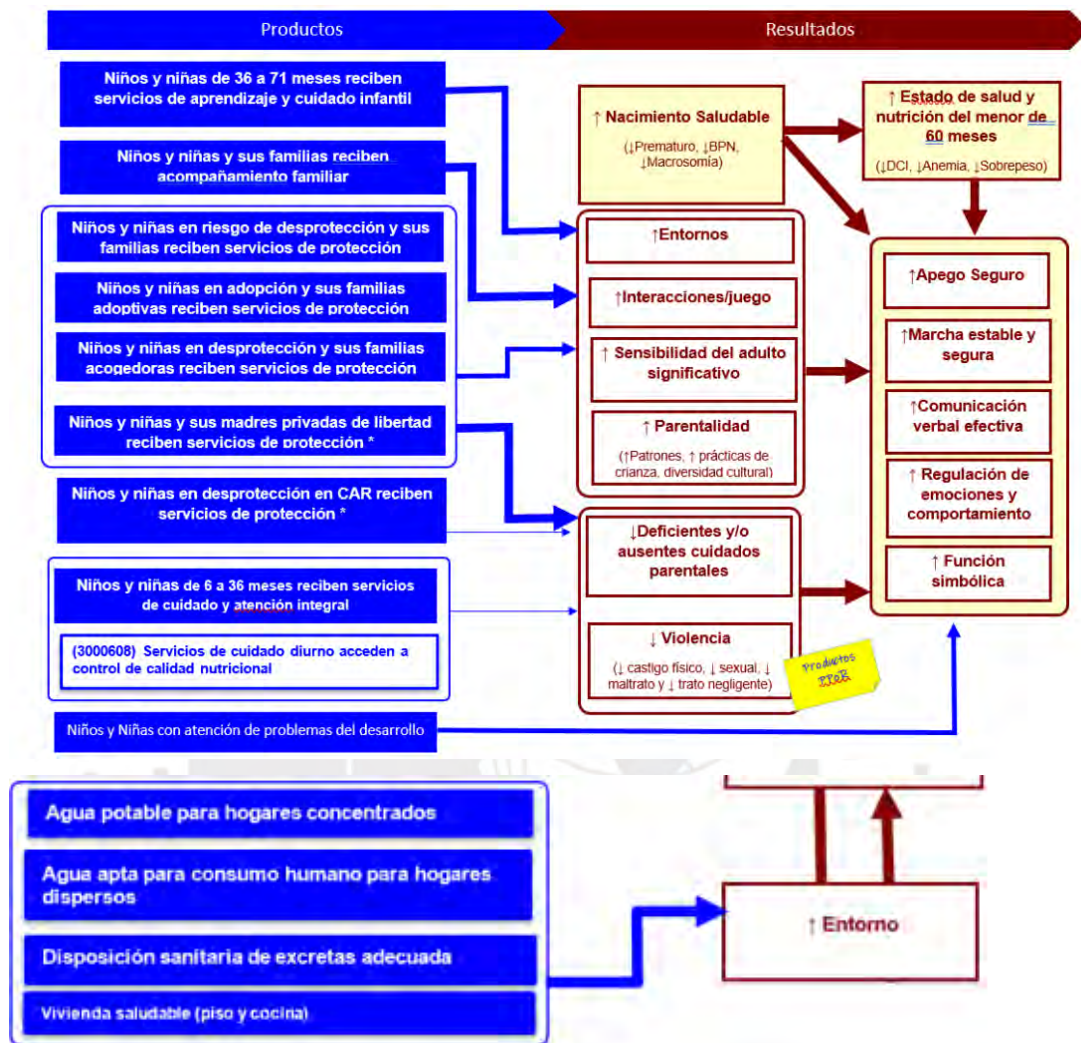 Productos
Resultados
Niños y niñas de 36 a 71 meses reciben
servicios de aprendizaje y cuidado infantil
Niños y niñas y sus familias reciben
acompañamiento familiar
Niños y niñas en riesgo de desprotección y sus
familias reciben servicios de protección
Niños y niñas en adopción y sus familias
adoptivas reciben servicios de protección
Niños y niñas en desprotección y sus familias
acogedoras reciben servicios de protección
Niños y niñas y sus madres privadas de libertad
reciben servicios de protección *
Niños y niñas en desprotección en CAR reciben
servicios de protección *
Niños y niñas de 6 a 36 meses reciben servicios
de cuidado y atención integral
(3000608) Servicios de cuidado diurno acceden a
control de calidad nutricional
Niños y Niñas con atención de problemas del desarrollo
↑ Nacimiento Saludable
(↓Prematuro, ↓BPN,
↓Macrosomía)
↑Entornos
↑Interacciones/juego
↑ Sensibilidad del adulto
significativo
↑ Parentalidad
(↑Patrones, ↑ prácticas de
crianza, diversidad cultural)
↓Deficientes y/o
ausentes cuidados
parentales
↓ Violencia
(↓ castigo físico, ↓ sexual, ↓
maltrato y ↓ trato negligente)
Productos
PPoR
↑ Estado de salud y
nutrición del menor de
60 meses
(↓DCI, ↓Anemia, ↓Sobrepeso)
↑Apego Seguro
↑Marcha estable y
segura
↑Comunicación
verbal efectiva
↑ Regulación de
emociones y
comportamiento
↑ Función
simbólica
Agua potable para hogares concentrados
Agua apta para consumo humano para hogares
dispersos
Disposición sanitaria de excretas adecuada
Vivienda saludable (piso y cocina)
↑ Entorno